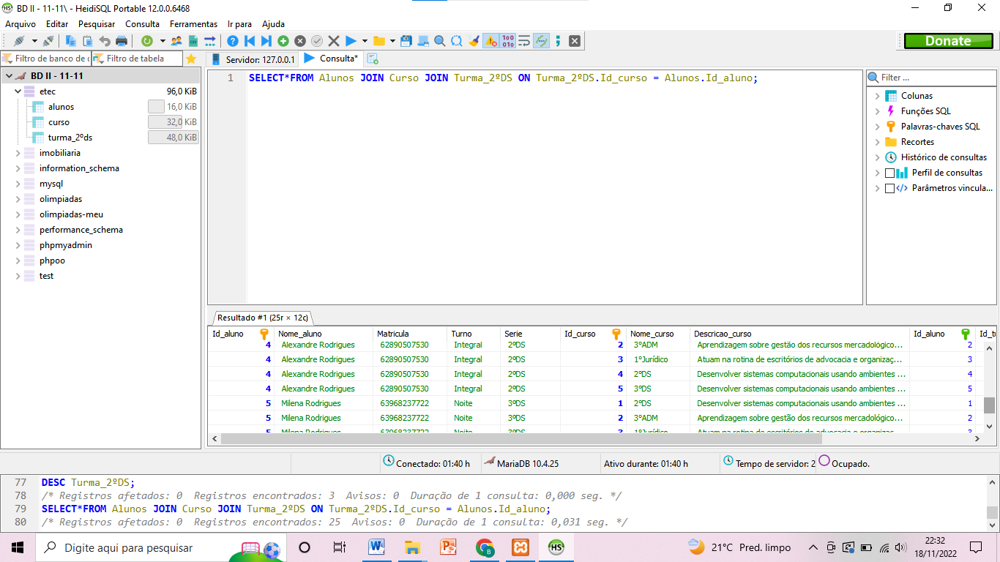 BD II - 11-11\ - HeidiSQL Portable 12.0.0.6468
Arquivo Editar Pesquisar Consulta Ferramentas Ir para Ajuda
Donate
Filtro de banco de d Filtro de tabela
Servidor: 127.0.0.1 Consulta*
BD II - 11-11
etec 96,0 KiB
alunos 16,0 KiB
curso 32,0 KiB
turma_2ºds 48,0 KiB
imobiliaria
information_schema
mysql
olimpiadas
olimpiadas-meu
performance_schema
phpmyadmin
phpoo
test
1 SELECT*FROM Alunos JOIN Curso JOIN Turma_2ºDS ON Turma_2ºDS.Id_curso = Alunos.Id_aluno;
Filter ...
Colunas
Funções SQL
Palavras-chaves SQL
Recortes
Histórico de consultas
Perfil de consultas
Parâmetros vincula...
Resultado #1 (25r × 12c)
Id_aluno Nome_aluno Matricula Turno Serie Id_curso Nome_curso Descricao_curso Id_aluno Id_tu
4 Alexandre Rodrigues 62890507530 Integral 2ºDS 2 3ºADM Aprendizagem sobre gestão dos recursos mercadológico... 2
4 Alexandre Rodrigues 62890507530 Integral 2ºDS 3 1ºJurídico Atuam na rotina de escritórios de advocacia e organizaç... 3
4 Alexandre Rodrigues 62890507530 Integral 2ºDS 4 2ºDS Desenvolver sistemas computacionais usando ambientes ... 4
4 Alexandre Rodrigues 62890507530 Integral 2ºDS 5 3ºDS Desenvolver sistemas computacionais usando ambientes ... 5
5 Milena Rodrigues 63968237722 Noite 3ºDS 1 2ºDS Desenvolver sistemas computacionais usando ambientes ... 1
5 Milena Rodrigues 63968237722 Noite 3ºDS 2 3ºADM Aprendizagem sobre gestão dos recursos mercadológico... 2
5 Milena Rodrigues 63968237722 Noite 3ºDS 3 1ºJurídico Atuam na rotina de escritórios de advocacia e organizaç... 3
Conectado: 01:40 h MariaDB 10.4.25 Ativo durante: 01:40 h Tempo de servidor: 2 Ocupado.
77 DESC Turma_2ºDS;
78 /* Registros afetados: 0 Registros encontrados: 3 Avisos: 0 Duração de 1 consulta: 0,000 seg. */
79 SELECT*FROM Alunos JOIN Curso JOIN Turma_2ºDS ON Turma_2ºDS.Id_curso = Alunos.Id_aluno;
80 /* Registros afetados: 0 Registros encontrados: 25 Avisos: 0 Duração de 1 consulta: 0,031 seg. */
Digite aqui para pesquisar
21°C Pred. limpo
22:32
18/11/2022